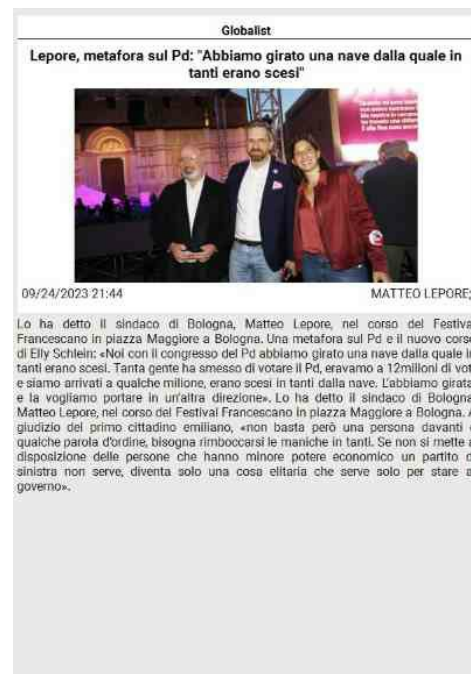 Globalist
Lepore, metafora sul Pd: "Abbiamo girato una nave dalla quale in
tanti erano scesi"
09/24/2023 21:44 MATTEO LEPORE;
Lo ha detto il sindaco di Bologna, Matteo Lepore, nel corso del Festival
Francescano in piazza Maggiore a Bologna. Una metafora sul Pd e il nuovo corso
di Elly Schlein: «Noi con il congresso del Pd abbiamo girato una nave dalla quale in
tanti erano scesi. Tanta gente ha smesso di votare il Pd, eravamo a 12milioni di voti
e siamo arrivati a qualche milione, erano scesi in tanti dalla nave. L'abbiamo girata
e la vogliamo portare in un'altra direzione». Lo ha detto il sindaco di Bologna
Matteo Lepore, nel corso del Festival Francescano in piazza Maggiore a Bologna. A
giudizio del primo cittadino emiliano, «non basta però una persona davanti
qualche parola d'ordine, bisogna rimboccarsi le maniche in tanti. Se non si mette a
disposizione delle persone che hanno minore potere economico un partito
sinistra non serve, diventa solo una cosa elitaria che serve solo per stare a
governo».